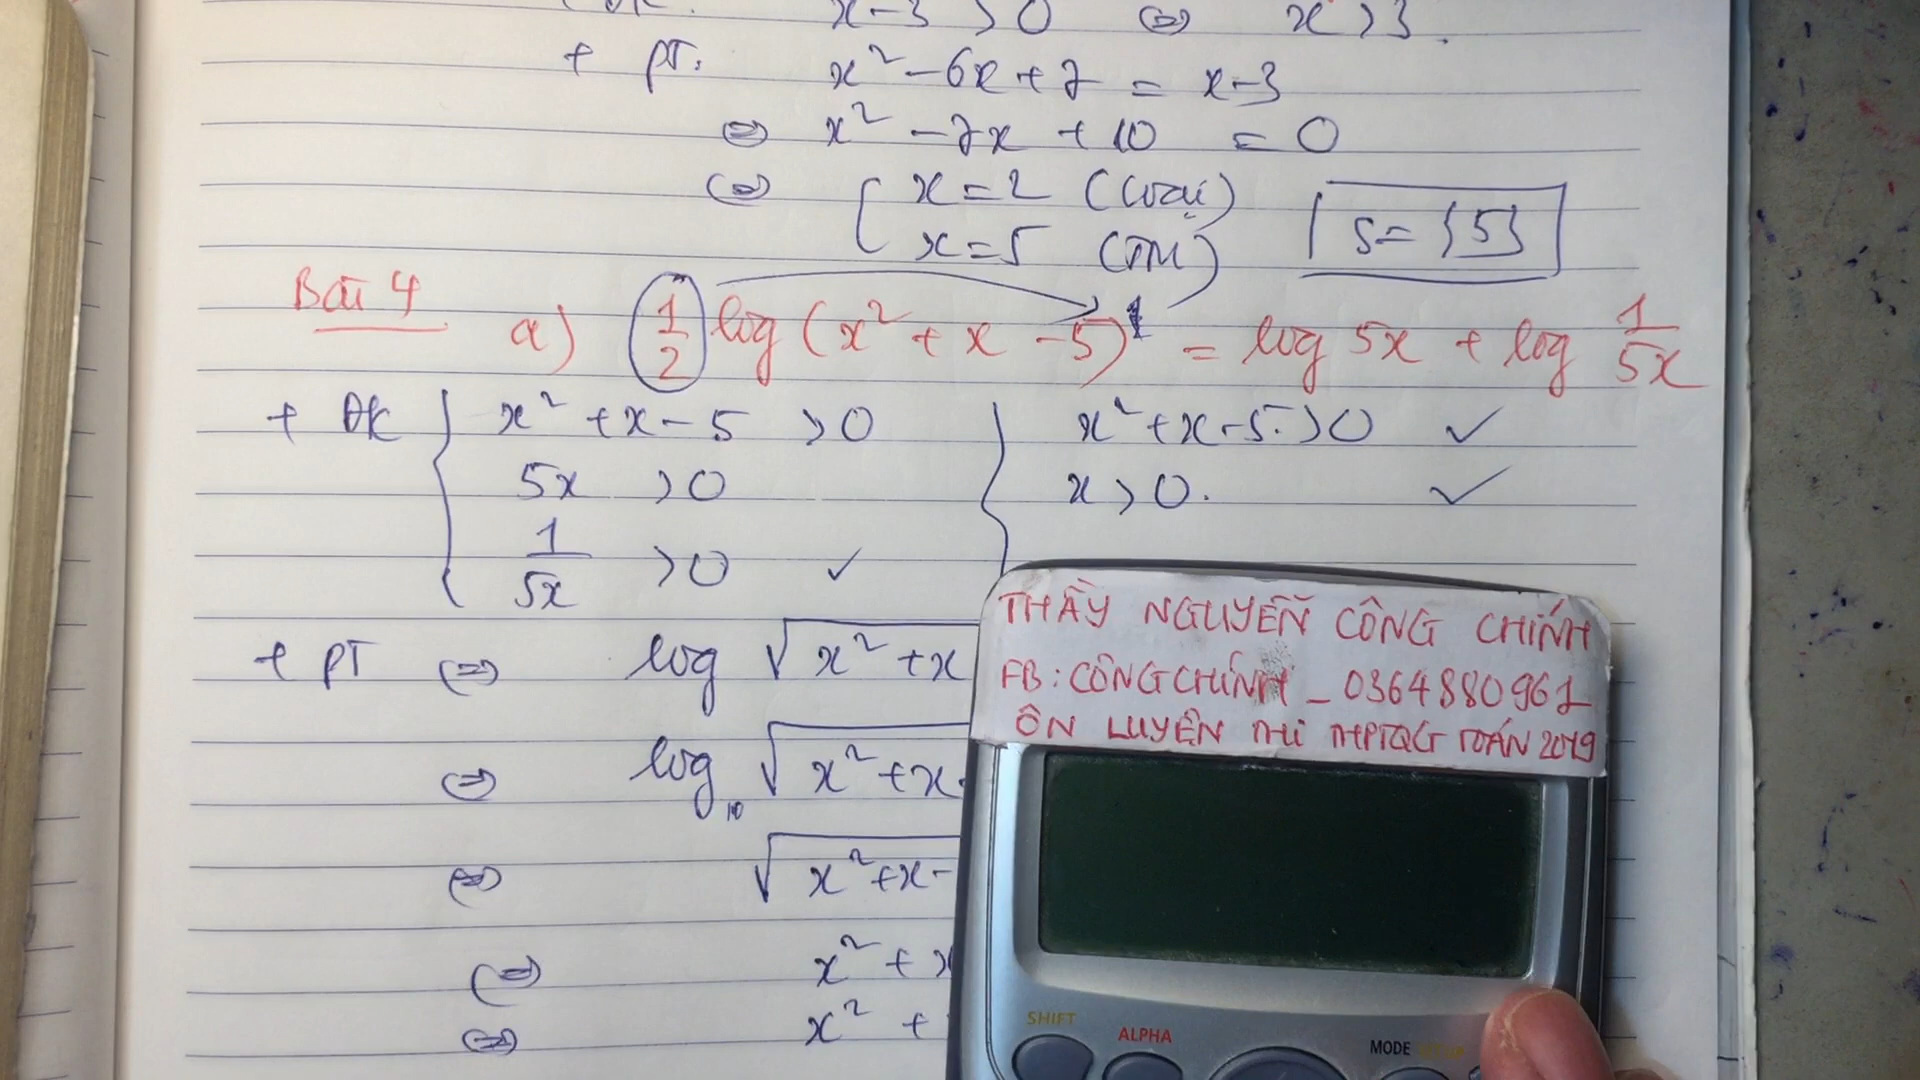 x - 3 > 0 ⇔ x > 3.
+ PT: x² - 6x + 7 = x - 3
⇔ x² - 7x + 10 = 0
⇔ [ x = 2 (Loại)
x = 5 (TM)
S = {5}
Bài 4
a) 1/2 log (x² + x - 5)¹ = log 5x + log 1/5x
+ ĐK { x² + x - 5 > 0
5x > 0
1/5x > 0 ✓
{ x² + x - 5 > 0 ✓
x > 0. ✓
+ PT ⇔ log √x² + x
⇔ log₁₀ √x² + x -
⇔ √x² + x -
⇔ x² + x
⇔ x² +
THẦY NGUYỄN CÔNG CHÍNH
FB: CÔNG CHÍNH _ 0364880961
ÔN LUYỆN THI THPTQG TOÁN 2019
SHIFT
ALPHA
MODE